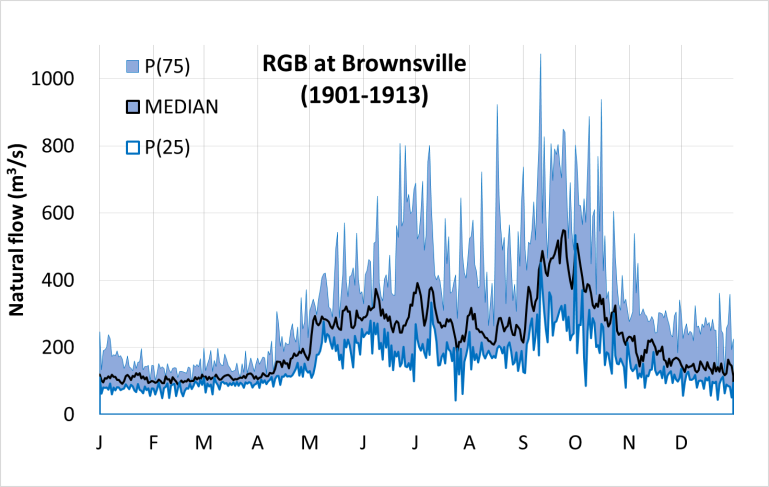 RGB at Brownsville
(1901-1913)
P(75)
MEDIAN
P(25)
Natural flow (m³/s)
1000
800
600
400
200
0
J F M A M J J A S O N D